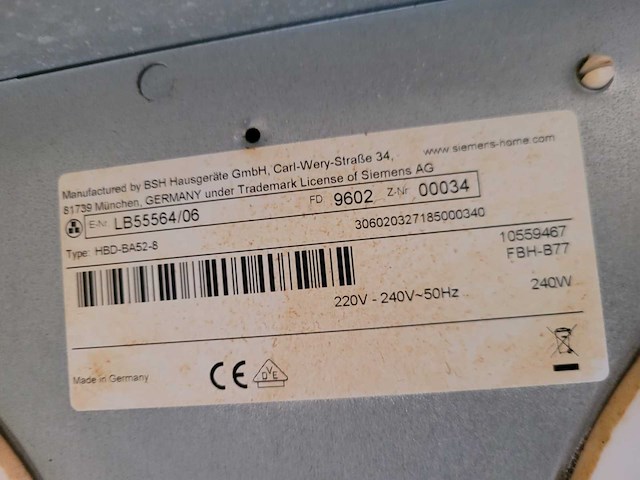 Manufactured by BSH Hausgeräte GmbH, Carl-Wery-Straße 34,
www.siemens-home.com
81739 München, GERMANY under Trademark License of Siemens AG
E-Nr. LB55564/06 FD 9602 Z-Nr. 00034
Type: HBD-BA52-8
306020327185000340
10559467
FBH-B77
220V - 240V~50Hz
240W
Made in Germany
CE
DVE